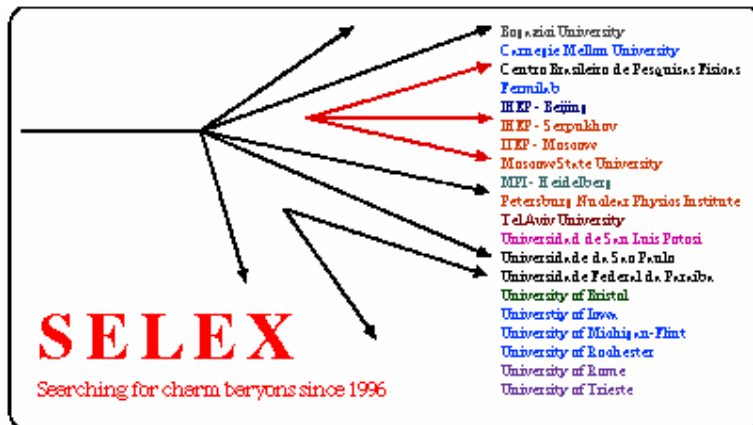 Bogazici University
Carnegie Mellon University
Centro Brasileiro de Pesquisas Fisicas
Fermilab
IHEP - Beijing
IHEP - Serpukhov
ITEP - Moscow
Moscow State University
MPI - Heidelberg
Petersburg Nuclear Physics Institute
Tel Aviv University
Universidad de San Luis Potosi
Universidade da Sao Paulo
Universidade Federal da Paraiba
University of Bristol
Universtiy of Iowa
University of Michigan-Flint
University of Rochester
University of Rome
University of Trieste
SELEX
Searching for charm baryons since 1996